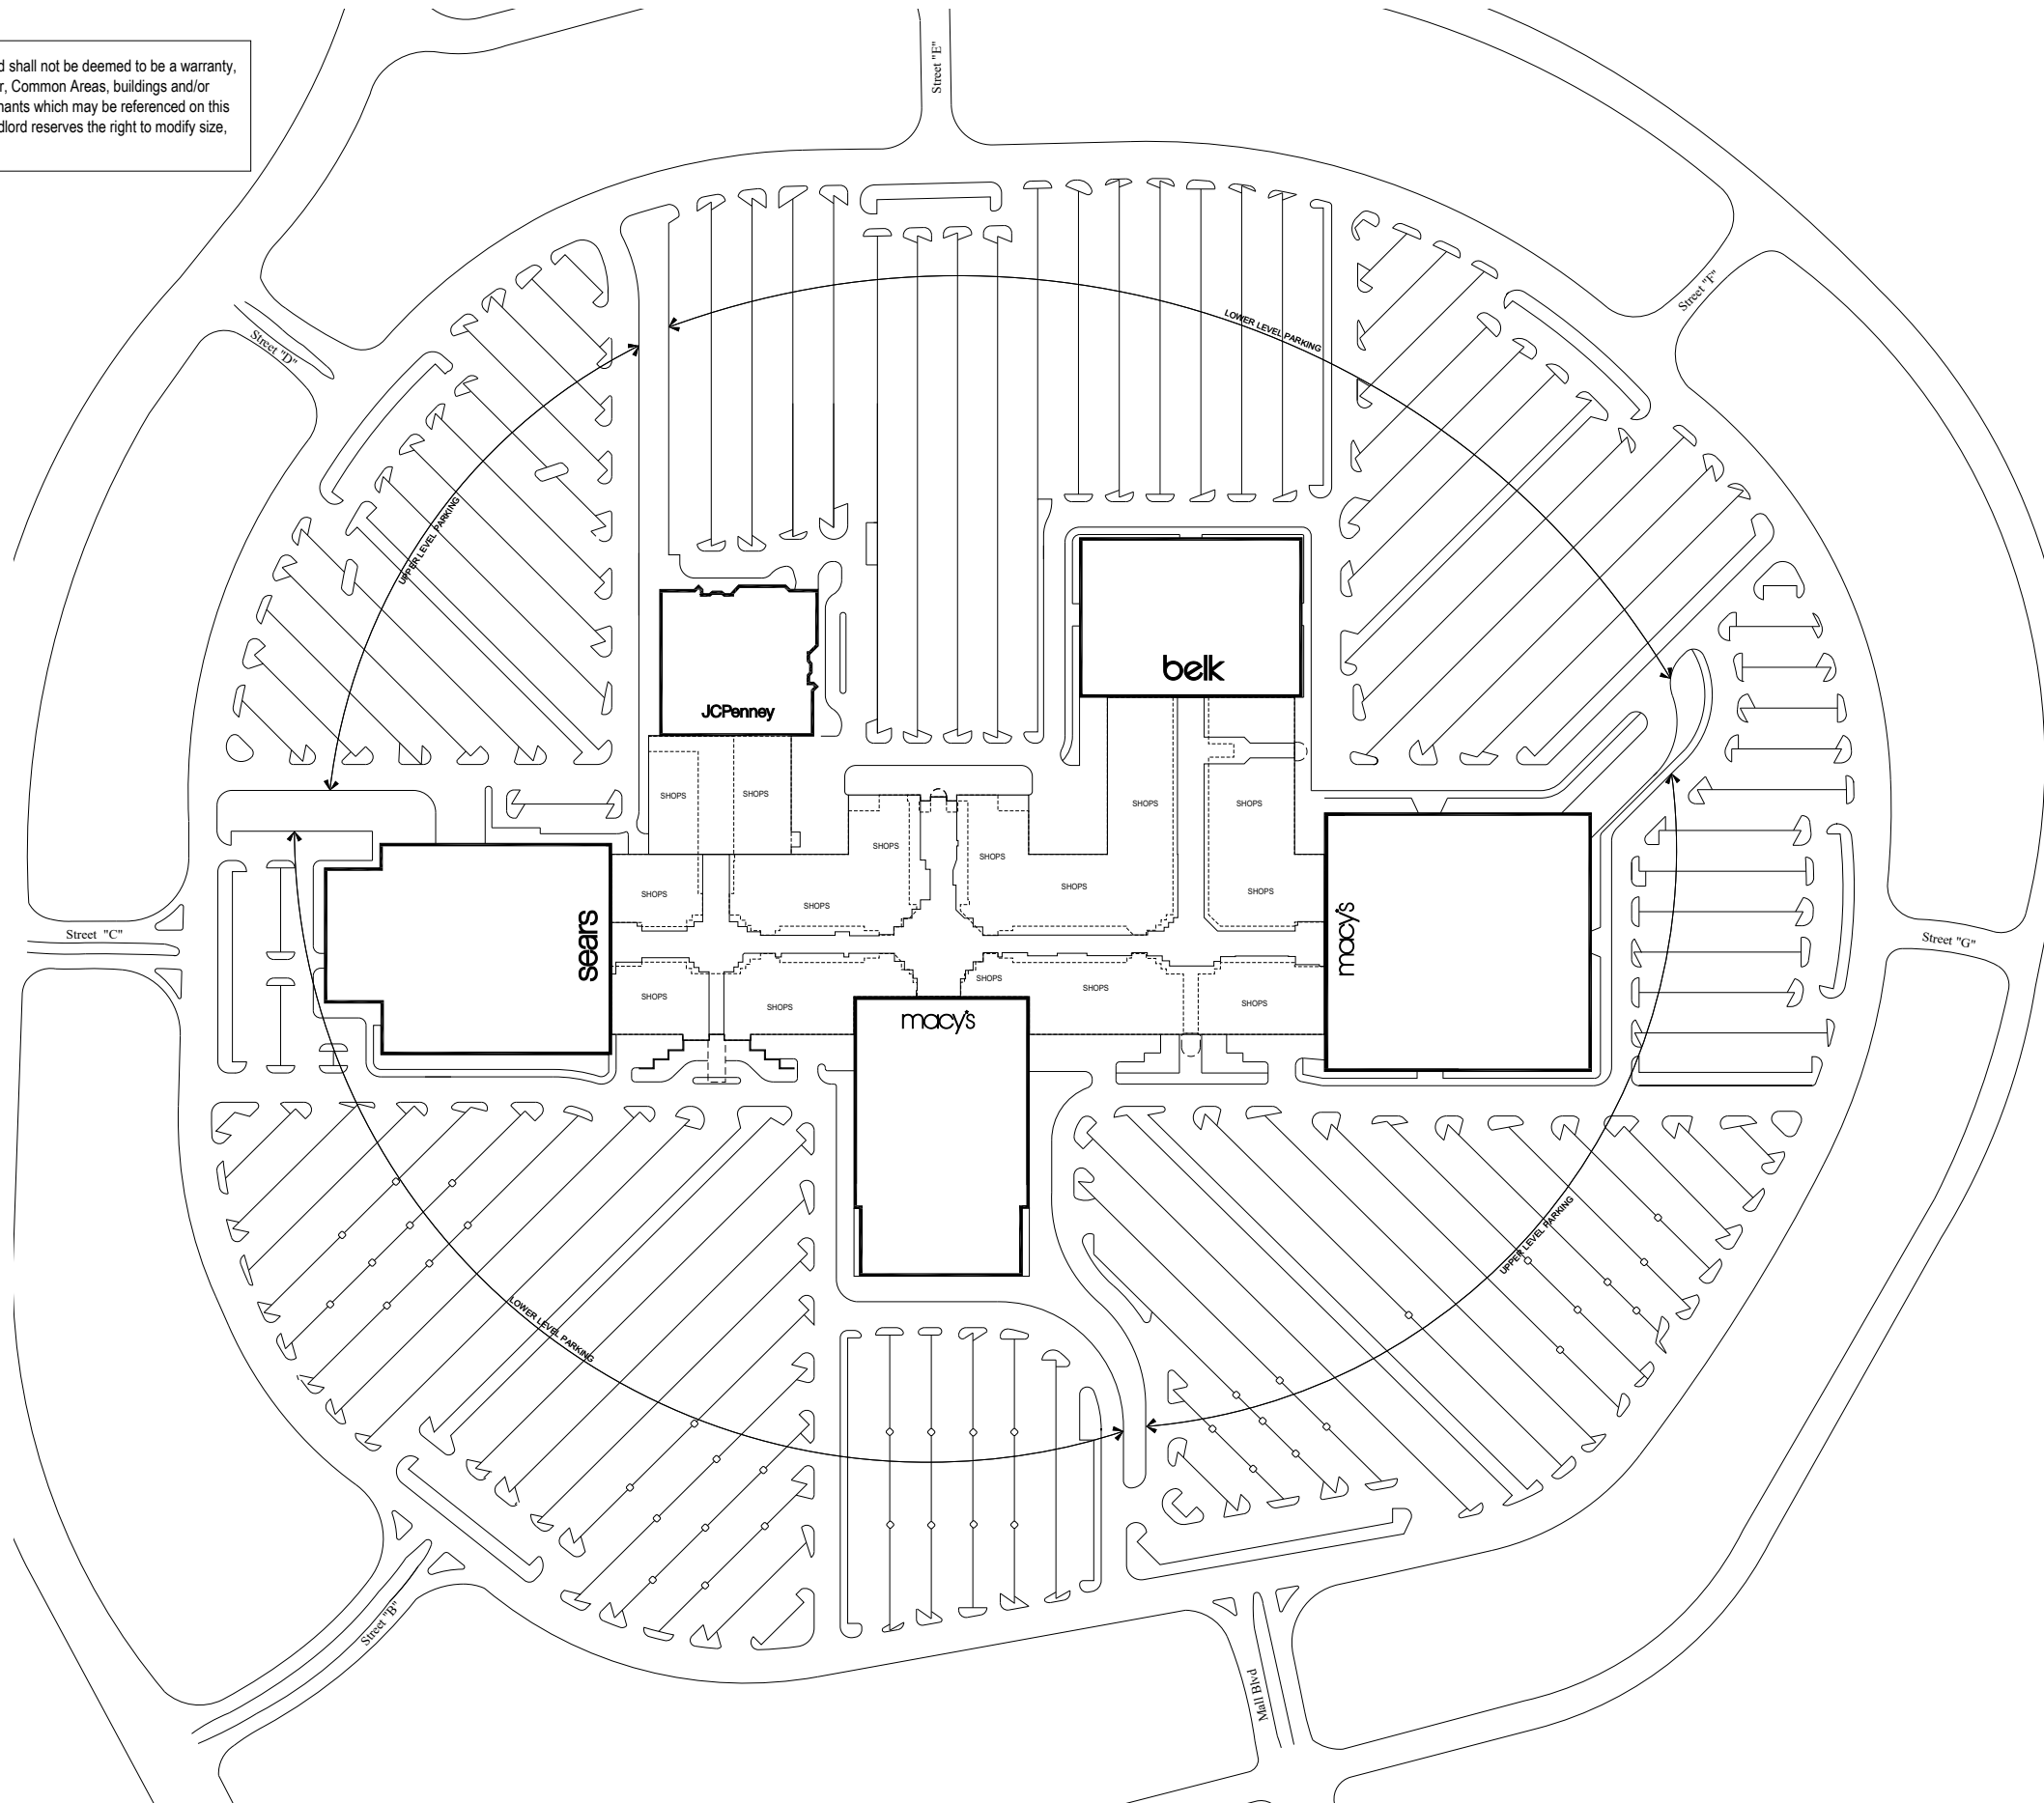 d shall not be deemed to be a warranty,
r, Common Areas, buildings and/or
nants which may be referenced on this
dlord reserves the right to modify size,
Street "E"
Street "F"
Street "D"
LOWER LEVEL PARKING
UPPER LEVEL PARKING
belk
JCPenney
SHOPS
SHOPS
SHOPS
SHOPS
SHOPS
SHOPS
SHOPS
SHOPS
SHOPS
SHOPS
sears
macy's
Street "C"
Street "G"
SHOPS
SHOPS
SHOPS
SHOPS
SHOPS
macy's
UPPER LEVEL PARKING
LOWER LEVEL PARKING
Street "B"
Mall Blvd